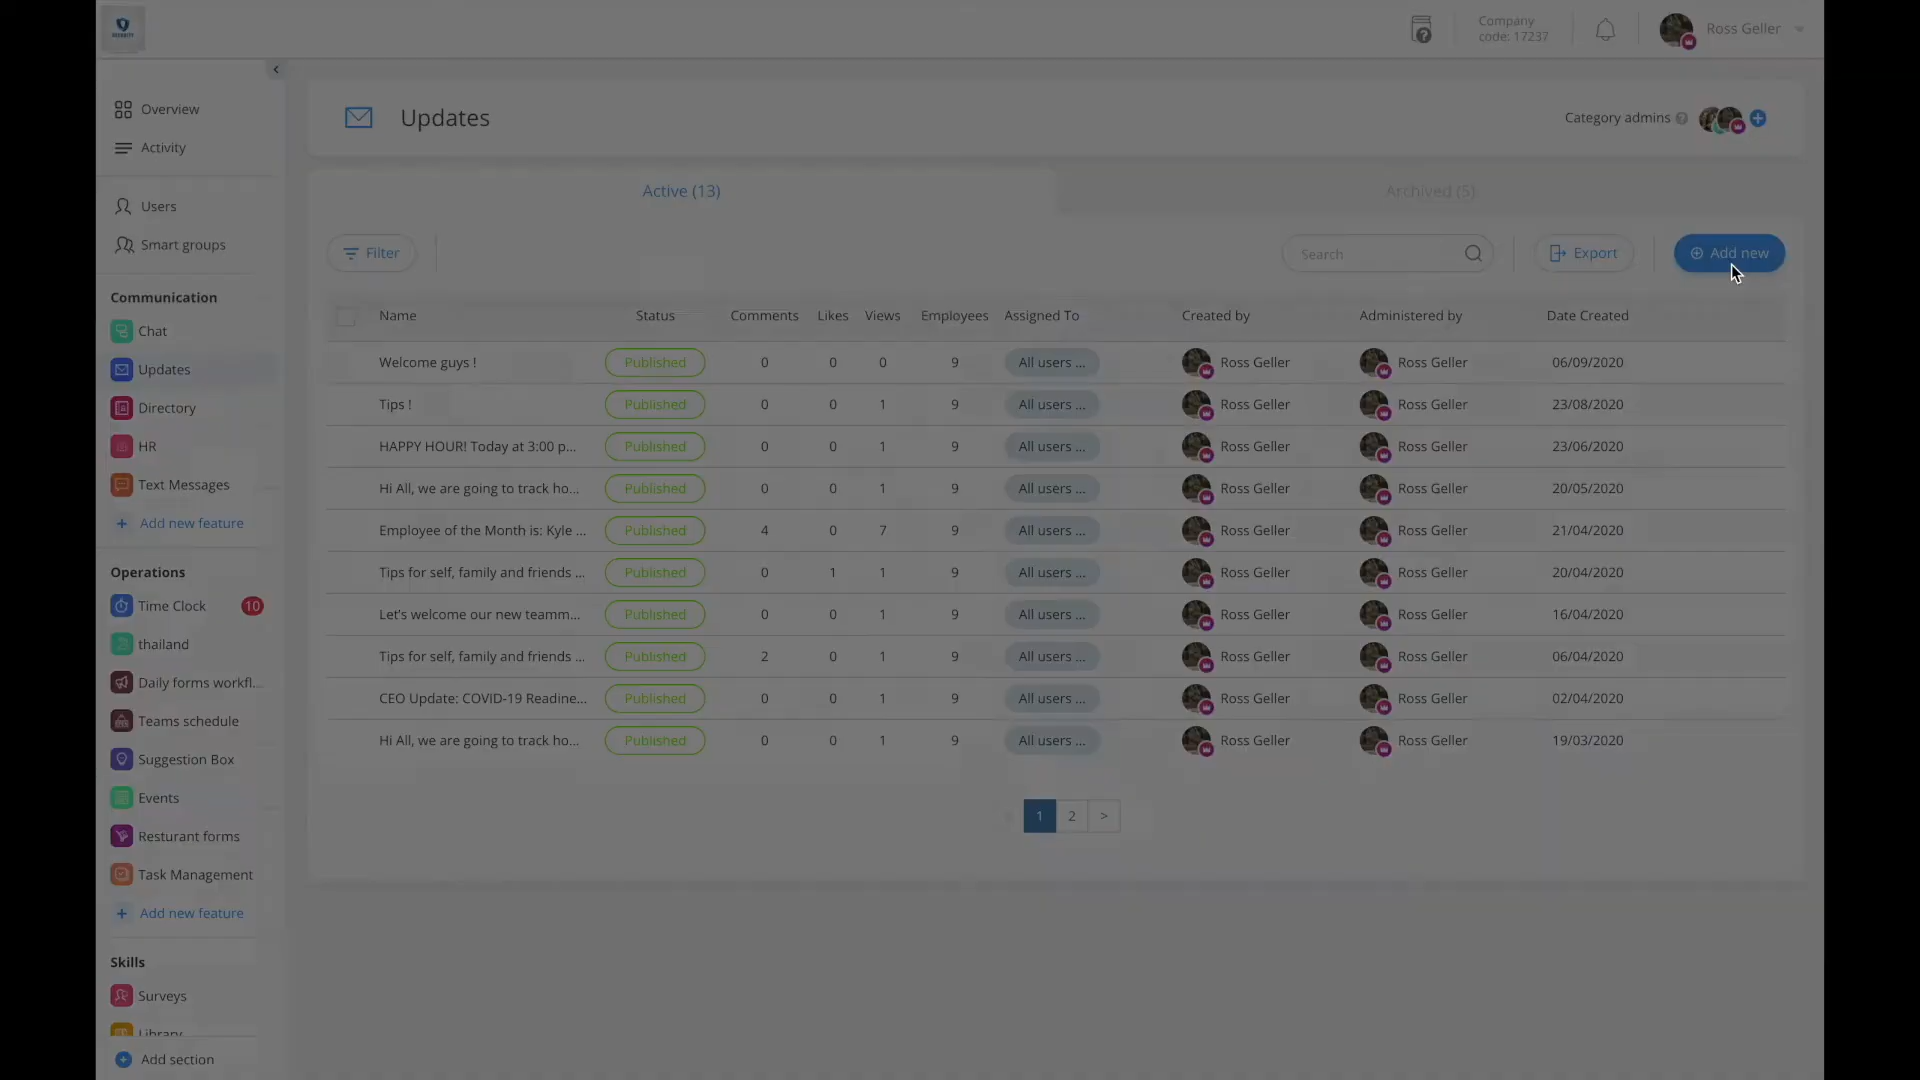 SECURITY
Company
code: 17237
Ross Geller
Overview
Activity
Users
Smart groups
Communication
Chat
Updates
Directory
HR
Text Messages
+ Add new feature
Operations
Time Clock 10
thailand
Daily forms workfl...
Teams schedule
Suggestion Box
Events
Resturant forms
Task Management
+ Add new feature
Skills
Surveys
Library
Add section
Updates
Category admins
Active (13)
Archived (5)
Filter
Search
Export
Add new
Name Status Comments Likes Views Employees Assigned To Created by Administered by Date Created
Welcome guys ! Published 0 0 0 9 All users ... Ross Geller Ross Geller 06/09/2020
Tips ! Published 0 0 1 9 All users ... Ross Geller Ross Geller 23/08/2020
HAPPY HOUR! Today at 3:00 p... Published 0 0 1 9 All users ... Ross Geller Ross Geller 23/06/2020
Hi All, we are going to track ho... Published 0 0 1 9 All users ... Ross Geller Ross Geller 20/05/2020
Employee of the Month is: Kyle ... Published 4 0 7 9 All users ... Ross Geller Ross Geller 21/04/2020
Tips for self, family and friends ... Published 0 1 1 9 All users ... Ross Geller Ross Geller 20/04/2020
Let's welcome our new teamm... Published 0 0 1 9 All users ... Ross Geller Ross Geller 16/04/2020
Tips for self, family and friends ... Published 2 0 1 9 All users ... Ross Geller Ross Geller 06/04/2020
CEO Update: COVID-19 Readine... Published 0 0 1 9 All users ... Ross Geller Ross Geller 02/04/2020
Hi All, we are going to track ho... Published 0 0 1 9 All users ... Ross Geller Ross Geller 19/03/2020
1 2 >